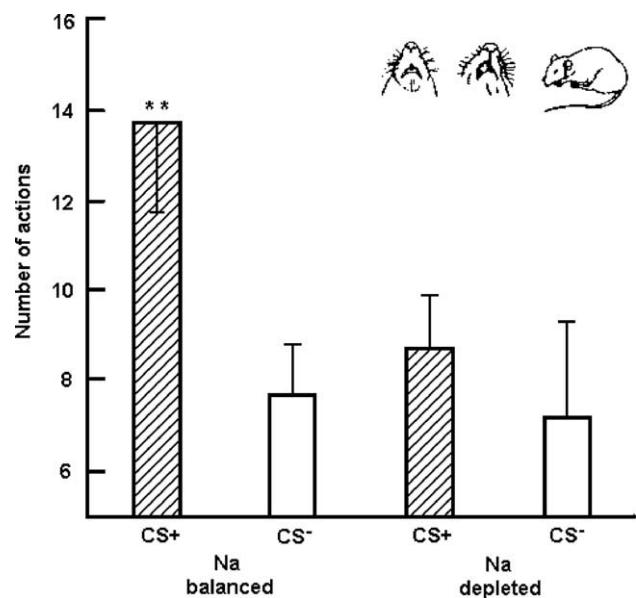 16
14
12
10
8
6
Number of actions
**
CS+
CS-
CS+
CS-
Na
balanced
Na
depleted